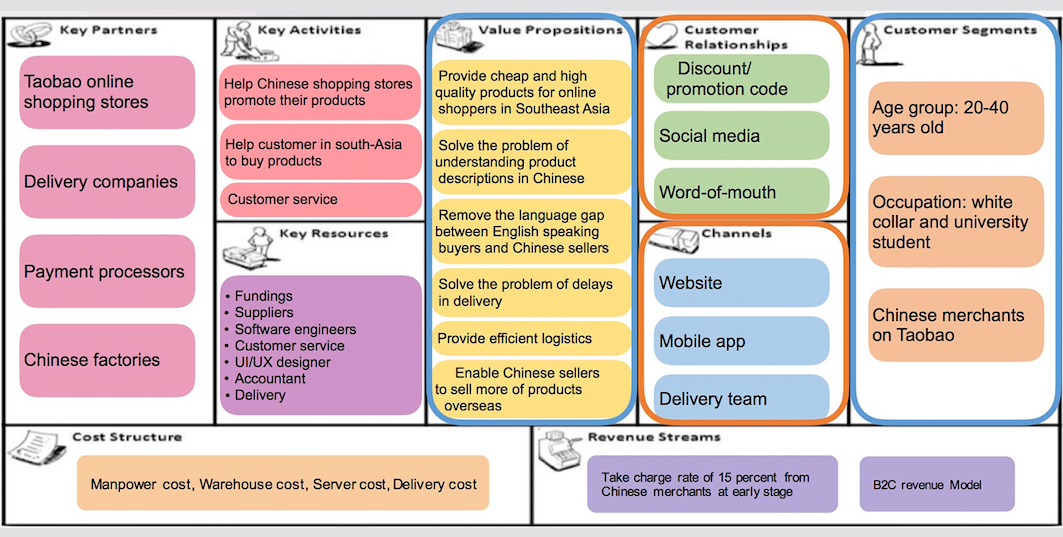 Key Partners
Taobao online
shopping stores
Delivery companies
Payment processors
Chinese factories
Key Activities
Help Chinese shopping stores
promote their products
Help customer in south-Asia
to buy products
Customer service
Key Resources
• Fundings
• Suppliers
• Software engineers
• Customer service
• UI/UX designer
• Accountant
• Delivery
Value Propositions
Provide cheap and high
quality products for online
shoppers in Southeast Asia
Solve the problem of
understanding product
descriptions in Chinese
Remove the language gap
between English speaking
buyers and Chinese sellers
Solve the problem of delays
in delivery
Provide efficient logistics
Enable Chinese sellers
to sell more of products
overseas
Customer
Relationships
Discount/
promotion code
Social media
Word-of-mouth
Channels
Website
Mobile app
Delivery team
Customer Segments
Age group: 20-40
years old
Occupation: white
collar and university
student
Chinese merchants
on Taobao
Cost Structure
Manpower cost, Warehouse cost, Server cost, Delivery cost
Revenue Streams
Take charge rate of 15 percent from
Chinese merchants at early stage
B2C revenue Model